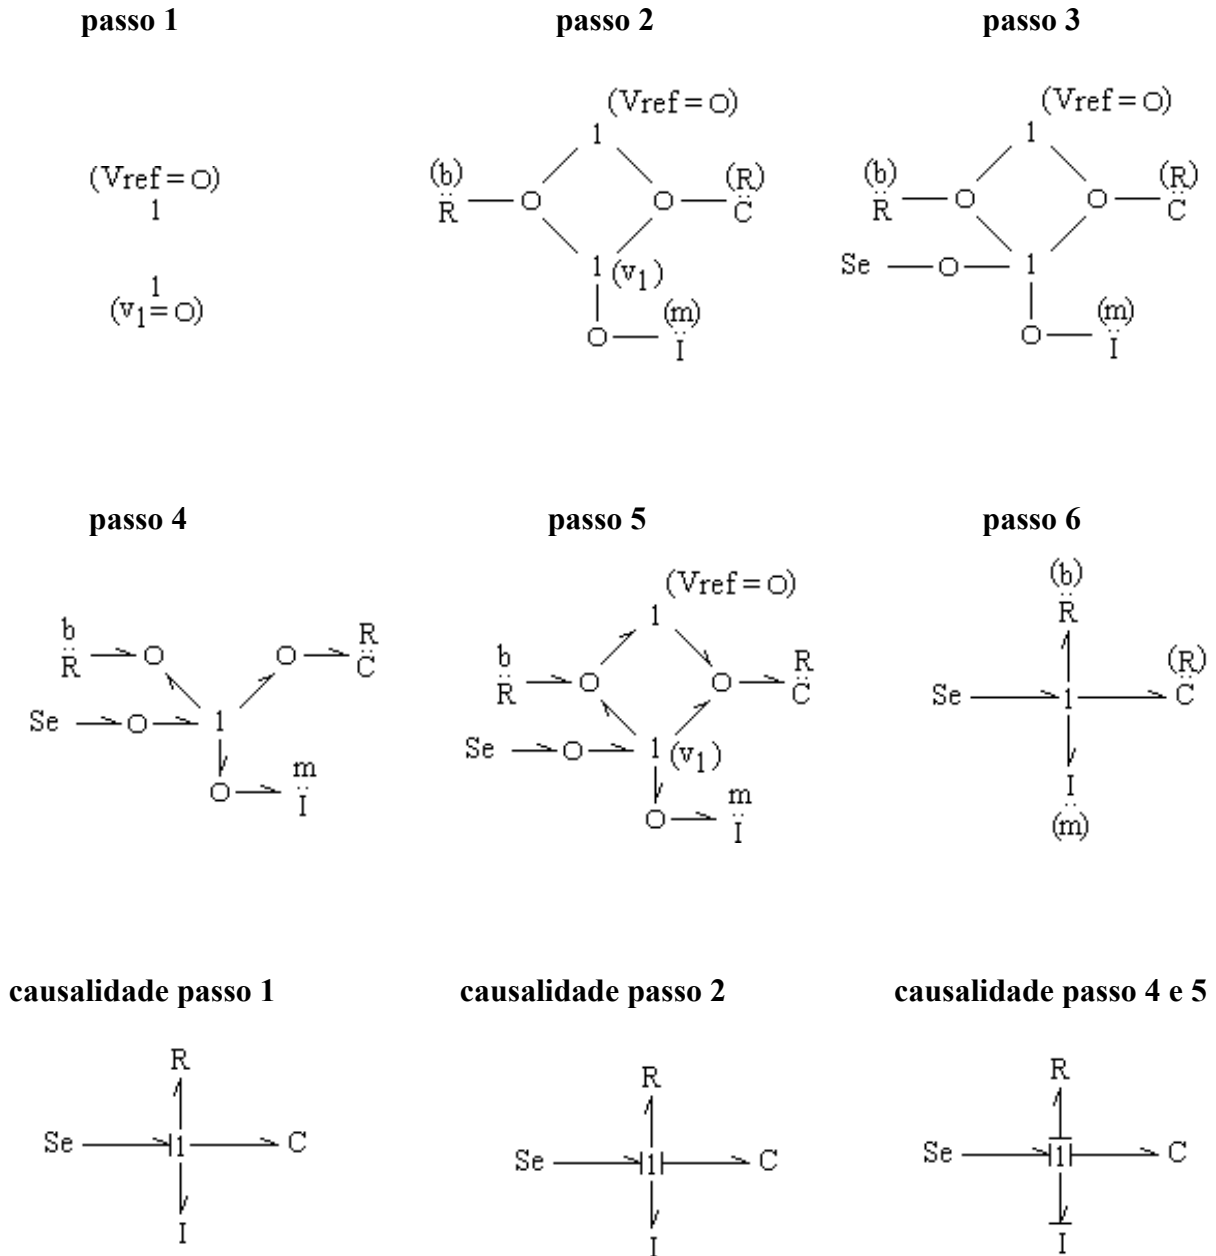 passo 1 passo 2 passo 3
(Vref = O) (Vref = O)
1 1
(Vref = O) (b) (R) (b) (R)
1 R O O C R O O C
1 1 (v1) Se O 1
(v1 = O) (m) (m)
O I O I
passo 4 passo 5 passo 6
(Vref = O) (b)
b R 1 R
R O O C b R (R)
R O O C Se 1 C
Se O 1 Se O 1 (v1)
m m I
O I O I (m)
causalidade passo 1 causalidade passo 2 causalidade passo 4 e 5
R R R
Se 1 C Se 1 C Se 1 C
I I I